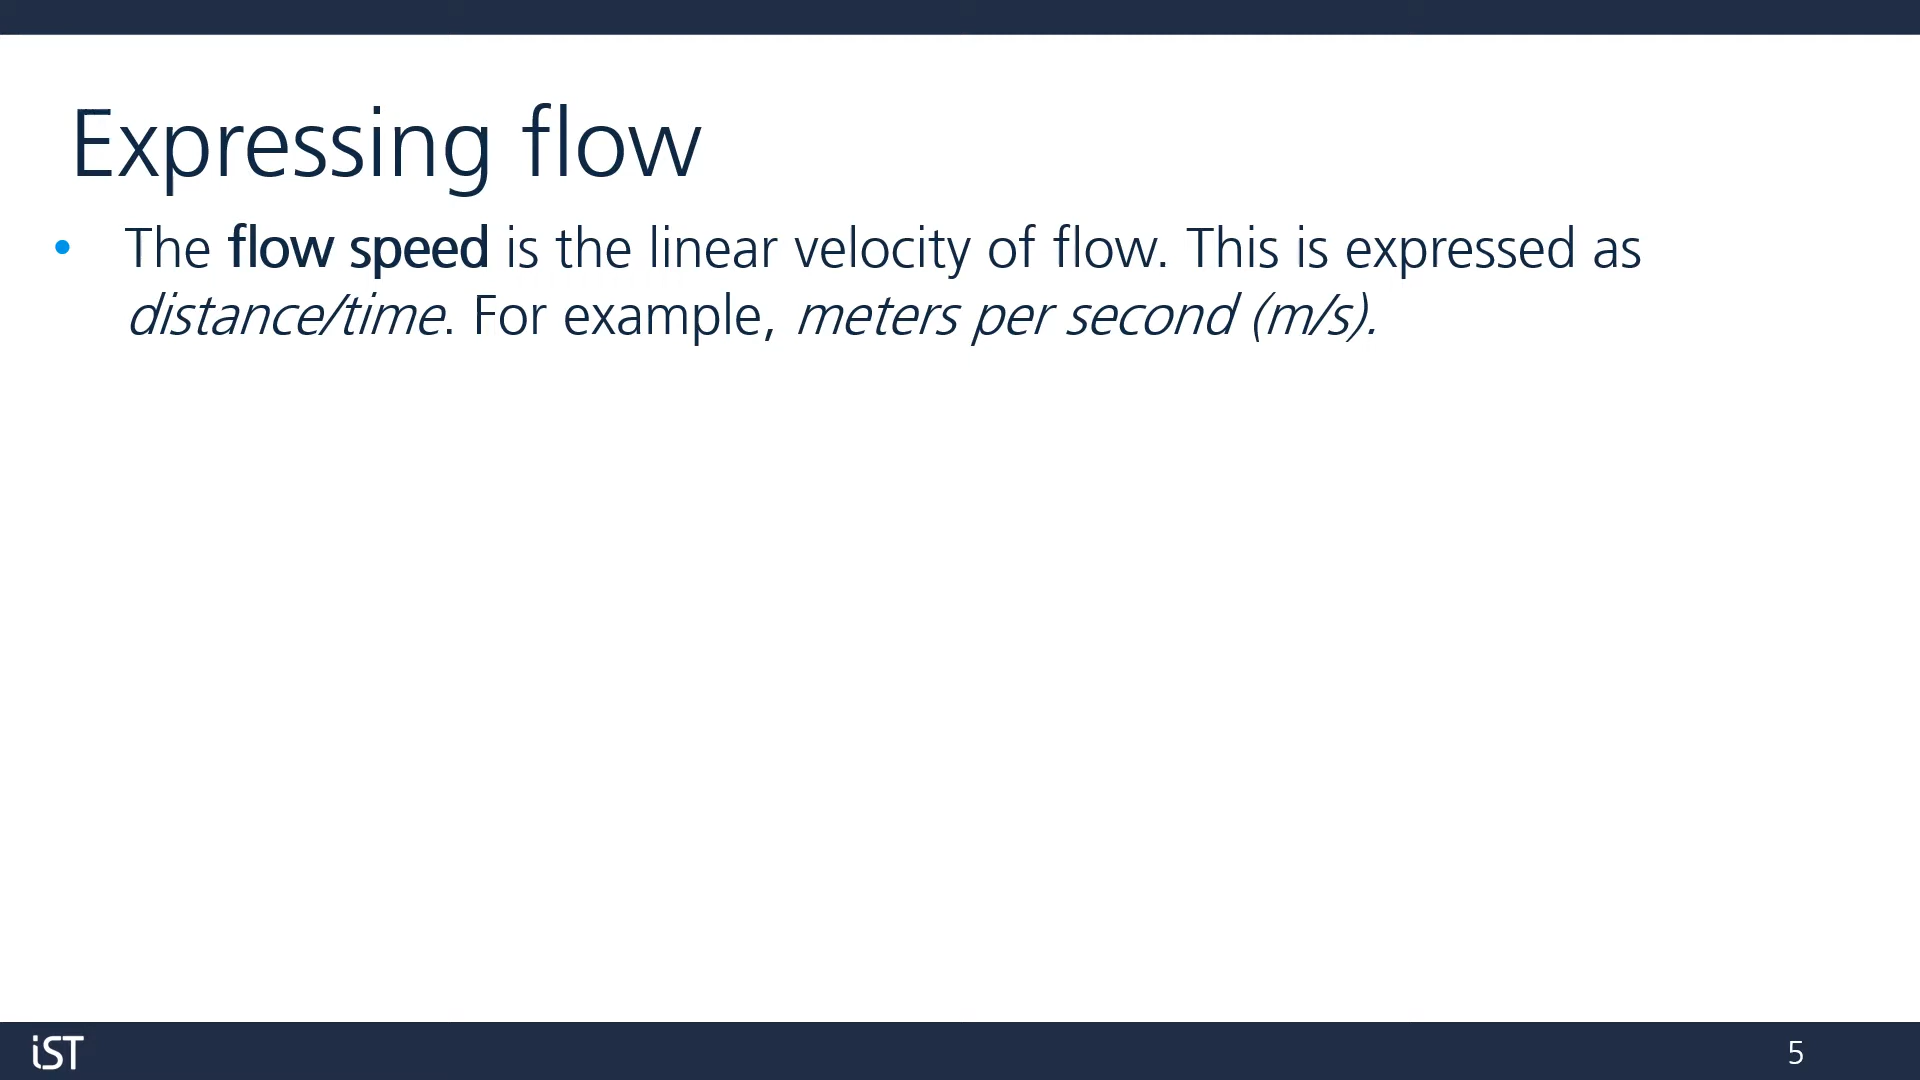 Expressing flow
• The flow speed is the linear velocity of flow. This is expressed as
distance/time. For example, meters per second (m/s).
iST
5